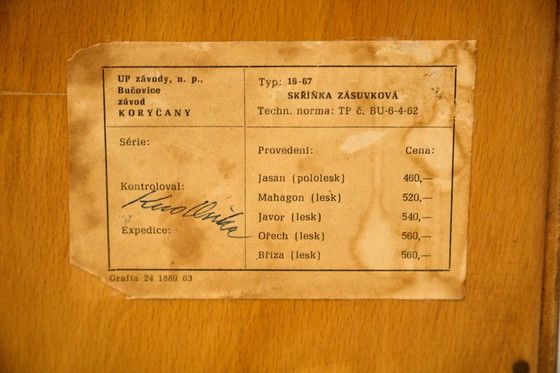 UP závody, n. p.,
Bučovice
závod
KORYČANY
Typ: 16-67
SKŘÍŇKA ZÁSUVKOVÁ
Techn. norma: TP č. BU-6-4-62
Série:
Kontroloval:
Expedice:
Provedení: Cena:
Jasan (pololesk) 460,—
Mahagon (lesk) 520,—
Javor (lesk) 540,—
Ořech (lesk) 560,—
Bříza (lesk) 560,—
Grafia 24 1889 63